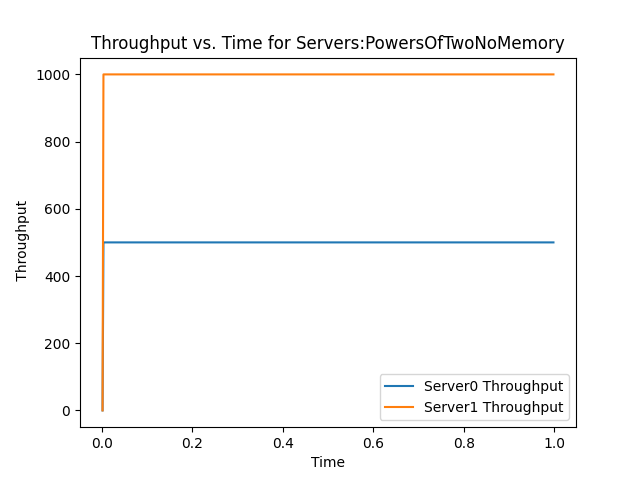 Throughput vs. Time for Servers:PowersOfTwoNoMemory
1000
800
600
400
200
0
Throughput
Server0 Throughput
Server1 Throughput
0.0 0.2 0.4 0.6 0.8 1.0
Time